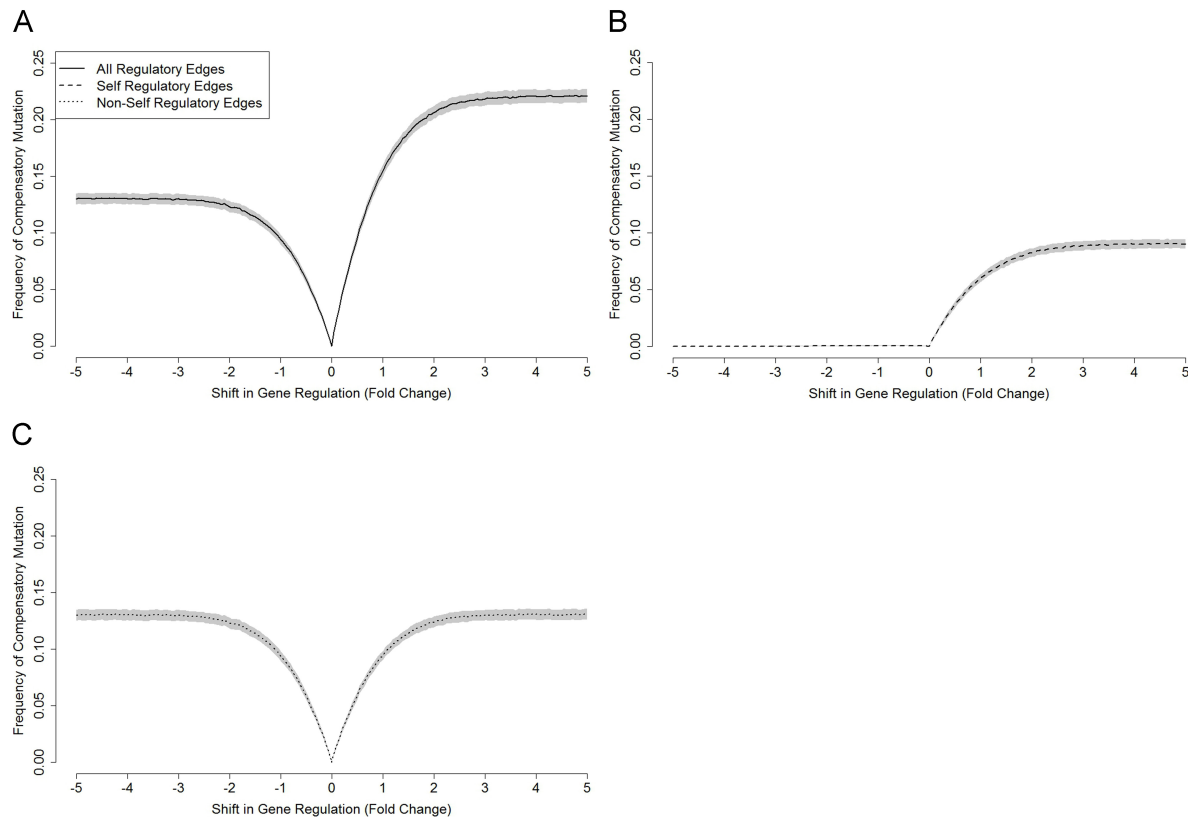 A
All Regulatory Edges
Self Regulatory Edges
Non-Self Regulatory Edges
Frequency of Compensatory Mutation
0.00 0.05 0.10 0.15 0.20 0.25
-5 -4 -3 -2 -1 0 1 2 3 4 5
Shift in Gene Regulation (Fold Change)
B
Frequency of Compensatory Mutation
0.00 0.05 0.10 0.15 0.20 0.25
-5 -4 -3 -2 -1 0 1 2 3 4 5
Shift in Gene Regulation (Fold Change)
C
Frequency of Compensatory Mutation
0.00 0.05 0.10 0.15 0.20 0.25
-5 -4 -3 -2 -1 0 1 2 3 4 5
Shift in Gene Regulation (Fold Change)